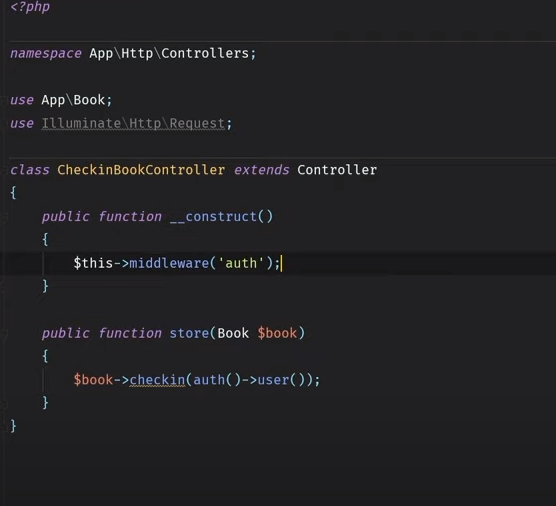 <?php
namespace App\Http\Controllers;
use App\Book;
use Illuminate\Http\Request;
class CheckinBookController extends Controller
{
public function __construct()
{
$this->middleware('auth');
}
public function store(Book $book)
{
$book->checkin(auth()->user());
}
}